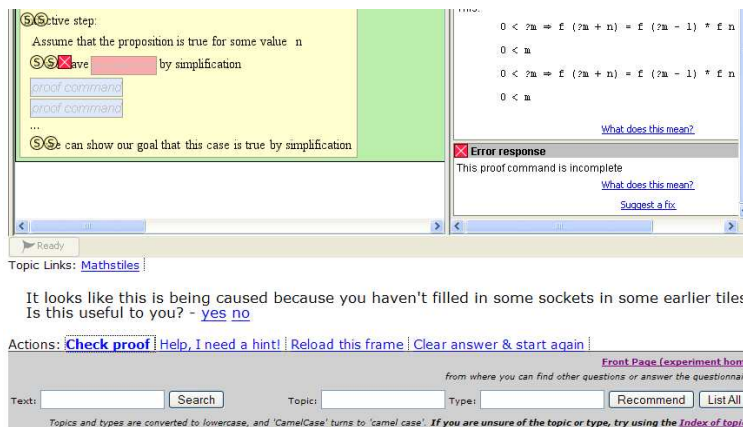 ctive step:
Assume that the proposition is true for some value n
ave by simplification
proof command
proof command
...
e can show our goal that this case is true by simplification
0 < ?m ⇒ f (?m + n) = f (?m - 1) * f n
0 < m
0 < ?m ⇒ f (?m + n) = f (?m - 1) * f n
0 < m
What does this mean?
Error response
This proof command is incomplete
What does this mean?
Suggest a fix
Ready
Topic Links: Mathstiles
It looks like this is being caused because you haven't filled in some sockets in some earlier tiles
Is this useful to you? - yes no
Actions: Check proof Help, I need a hint! Reload this frame Clear answer & start again
Front Page (experiment hom
from where you can find other questions or answer the questionna
Text: Search Topic: Type: Recommend List All
Topics and types are converted to lowercase, and 'CamelCase' turns to 'camel case'. If you are unsure of the topic or type, try using the Index of topi